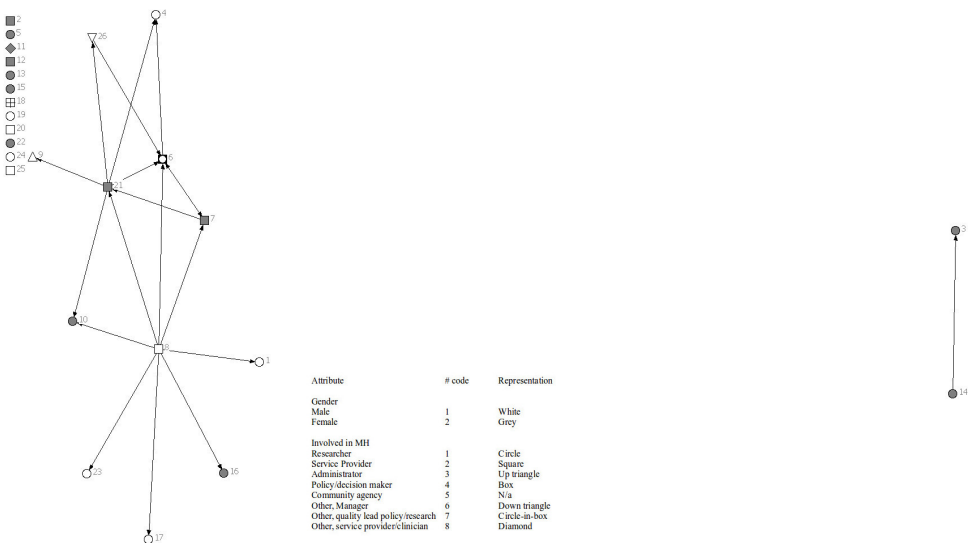 4
2
26
5
11
12
13
15
18
19
20
22
24
9
6
25
21
7
3
10
8
1
Attribute # code Representation
14
Gender
Male 1 White
Female 2 Grey
Involved in MH
Researcher 1 Circle
Service Provider 2 Square
23
16
Administrator 3 Up triangle
Policy/decision maker 4 Box
Community agency 5 N/a
Other, Manager 6 Down triangle
Other, quality lead policy/research 7 Circle-in-box
Other, service provider/clinician 8 Diamond
17